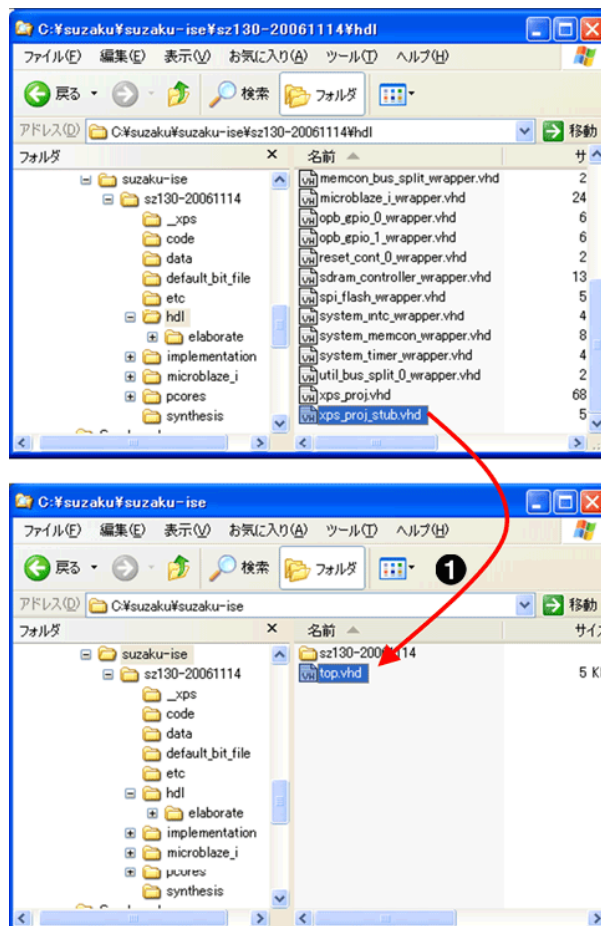 C:¥suzaku¥suzaku-ise¥sz130-20061114¥hdl
ファイル(F) 編集(E) 表示(V) お気に入り(A) ツール(T) ヘルプ(H)
戻る 検索 フォルダ
アドレス(D) C:¥suzaku¥suzaku-ise¥sz130-20061114¥hdl 移動
フォルダ × 名前 サ
suzaku-ise memcon_bus_split_wrapper.vhd 2
sz130-20061114 microblaze_i_wrapper.vhd 24
_xps opb_gpio_0_wrapper.vhd 6
code opb_gpio_1_wrapper.vhd 6
data reset_cont_0_wrapper.vhd 2
default_bit_file sdram_controller_wrapper.vhd 13
etc spi_flash_wrapper.vhd 5
hdl system_intc_wrapper.vhd 4
elaborate system_memcon_wrapper.vhd 8
implementation system_timer_wrapper.vhd 4
microblaze_i util_bus_split_0_wrapper.vhd 2
pcores xps_proj.vhd 68
synthesis xps_proj_stub.vhd 5
C:¥suzaku¥suzaku-ise
ファイル(F) 編集(E) 表示(V) お気に入り(A) ツール(T) ヘルプ(H)
戻る 検索 フォルダ 1
アドレス(D) C:¥suzaku¥suzaku-ise 移動
フォルダ × 名前 サイズ
suzaku-ise sz130-20061114
sz130-20061114 top.vhd 5 K
_xps
code
data
default_bit_file
etc
hdl
elaborate
implementation
microblaze_i
pcores
synthesis